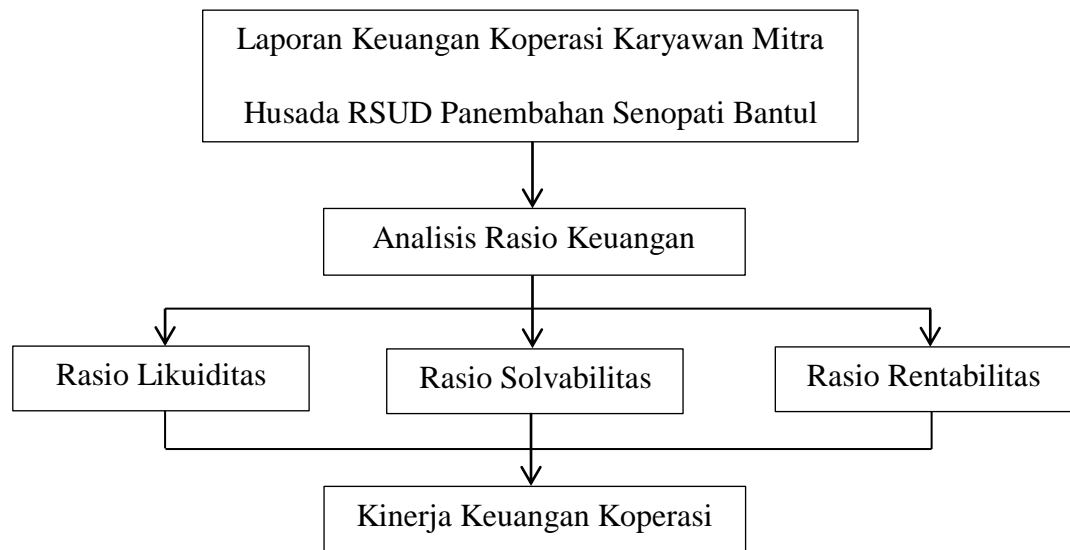 Laporan Keuangan Koperasi Karyawan Mitra
Husada RSUD Panembahan Senopati Bantul
Analisis Rasio Keuangan
Rasio Likuiditas
Rasio Solvabilitas
Rasio Rentabilitas
Kinerja Keuangan Koperasi